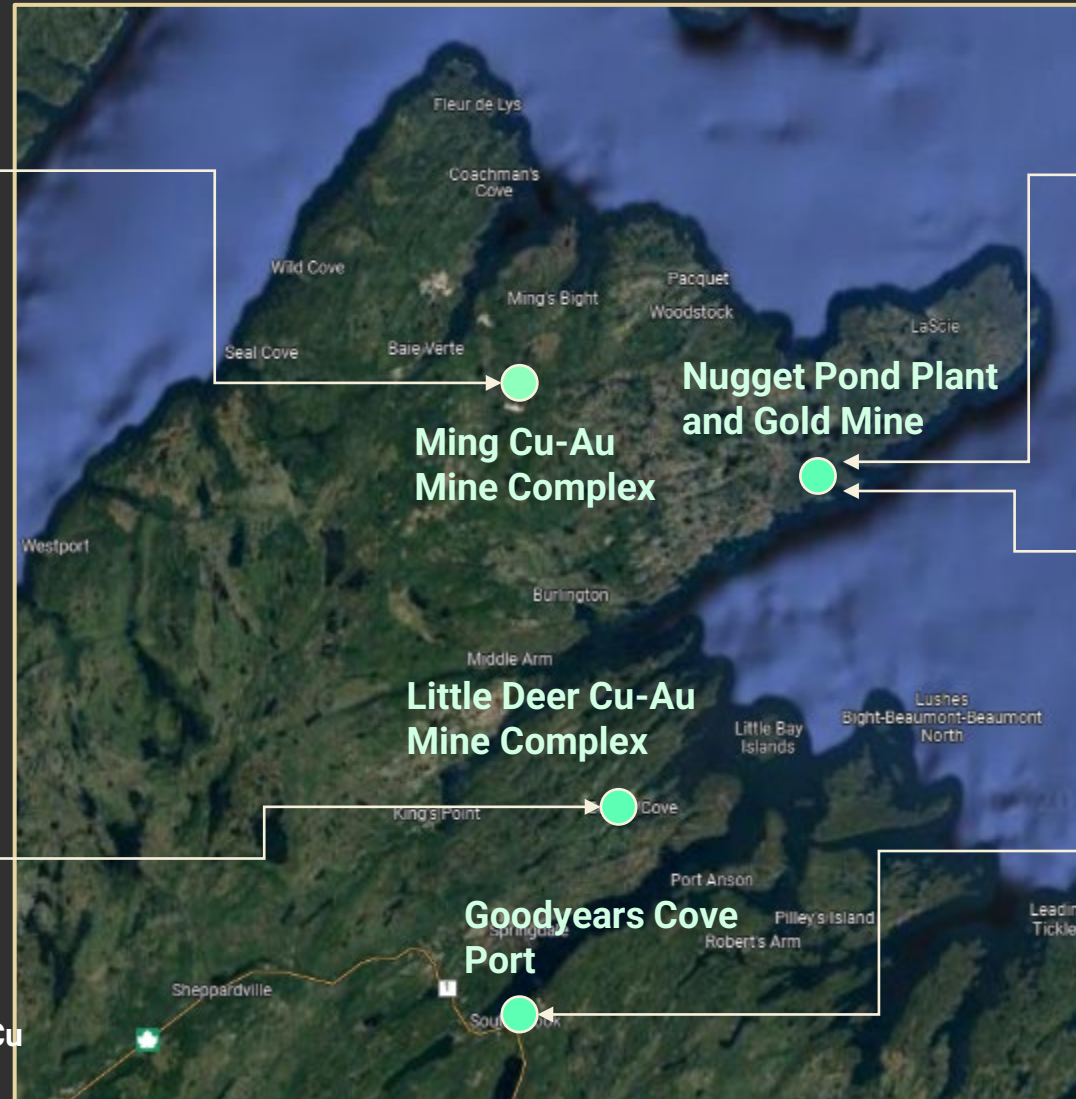 Fleur de Lys
Coachman's
Cove
Wild Cove
Ming's Bight
Pacquet
Woodstock
LaScie
Seal Cove
Baie Verte
Nugget Pond Plant
and Gold Mine
Ming Cu-Au
Mine Complex
Westport
Burlington
Middle Arm
Little Deer Cu-Au
Mine Complex
Lushes
Bight-Beaumont-Beaumont
North
Little Bay
Islands
King's Point
Cove
Port Anson
Goodyears Cove
Port
Springdale
Pilley's Island
Robert's Arm
Leadin
Tickle
Sheppardville
1
Cu